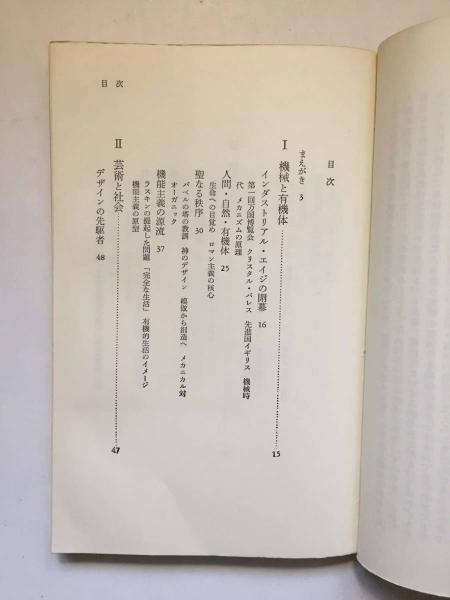 目次
目次
まえがき 3
I 機械と有機体 15
インダストリアル・エイジの開幕 16
第一回万国博覧会 クリスタル・パレス 先進国イギリス 機械時
代 メカニズムの原理
人間・自然・有機体 25
生命への目覚め ロマン主義の核心
聖なる秩序 30
バベルの塔の教訓 神のデザイン 模倣から創造へ メカニカル対
オーガニック
機能主義の源流 37
ラスキンの提起した問題 「完全な生活」 有機的生活のイメージ
機能主義の原型
II 芸術と社会 47
デザインの先駆者 48